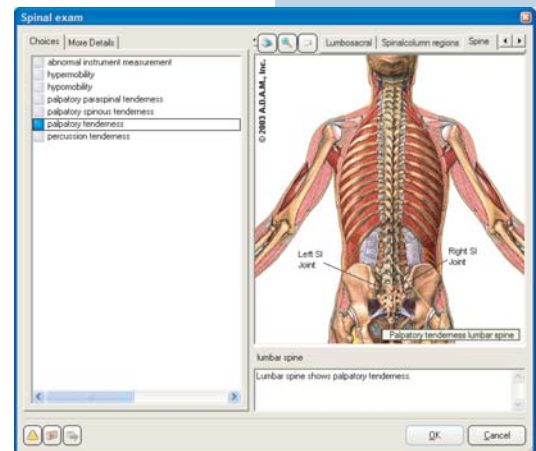 Spinal exam
Choices
More Details
Lumbosacral
Spinalcolumn regions
Spine
abnormal instrument measurement
hypermobility
hypomobility
palpatory paraspinal tenderness
palpatory spinous tenderness
palpatory tenderness
percussion tenderness
© 2003 A.D.A.M., Inc.
Left SI
Joint
Right SI
Joint
Palpatory tenderness lumbar spine
lumbar spine
Lumbar spine shows palpatory tenderness.
OK
Cancel